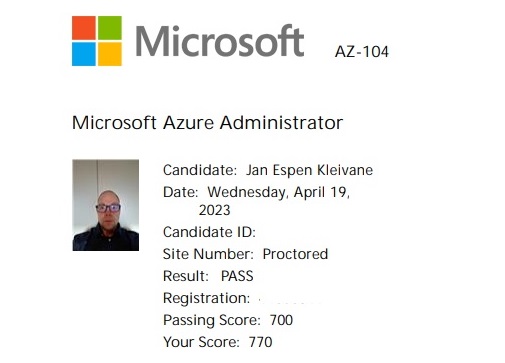 Microsoft AZ-104
Microsoft Azure Administrator
Candidate: Jan Espen Kleivane
Date: Wednesday, April 19,
2023
Candidate ID:
Site Number: Proctored
Result: PASS
Registration:
Passing Score: 700
Your Score: 770